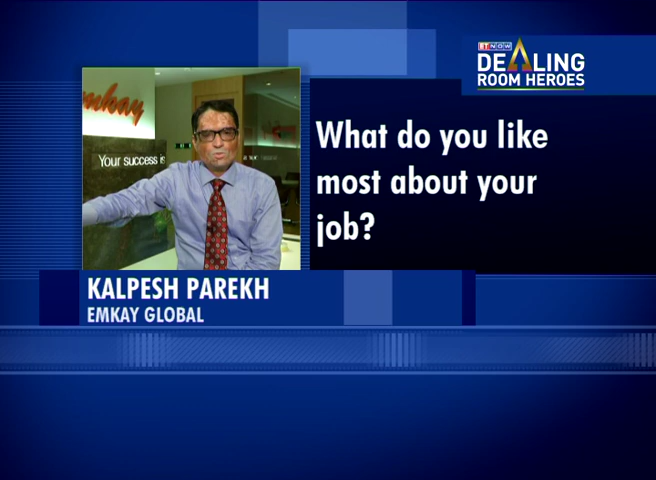 ET NOW
DEALING
ROOM HEROES
mkay
Your success is
What do you like
most about your
job?
KALPESH PAREKH
EMKAY GLOBAL